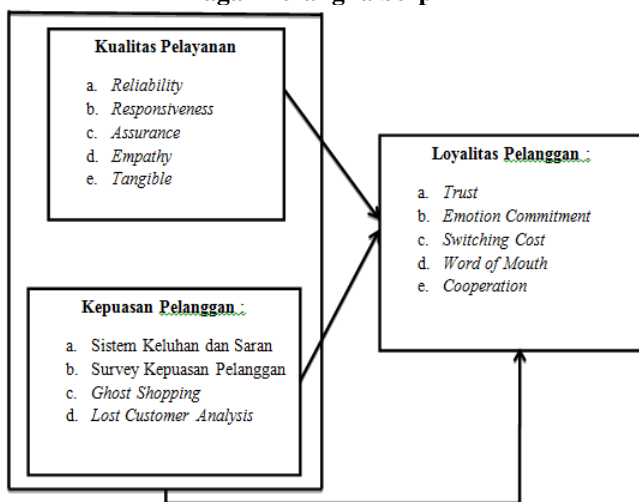 Kualitas Pelayanan
a. Reliability
b. Responsiveness
c. Assurance
d. Empathy
e. Tangible
Loyalitas Pelanggan :
a. Trust
b. Emotion Commitment
c. Switching Cost
d. Word of Mouth
e. Cooperation
Kepuasan Pelanggan :
a. Sistem Keluhan dan Saran
b. Survey Kepuasan Pelanggan
c. Ghost Shopping
d. Lost Customer Analysis